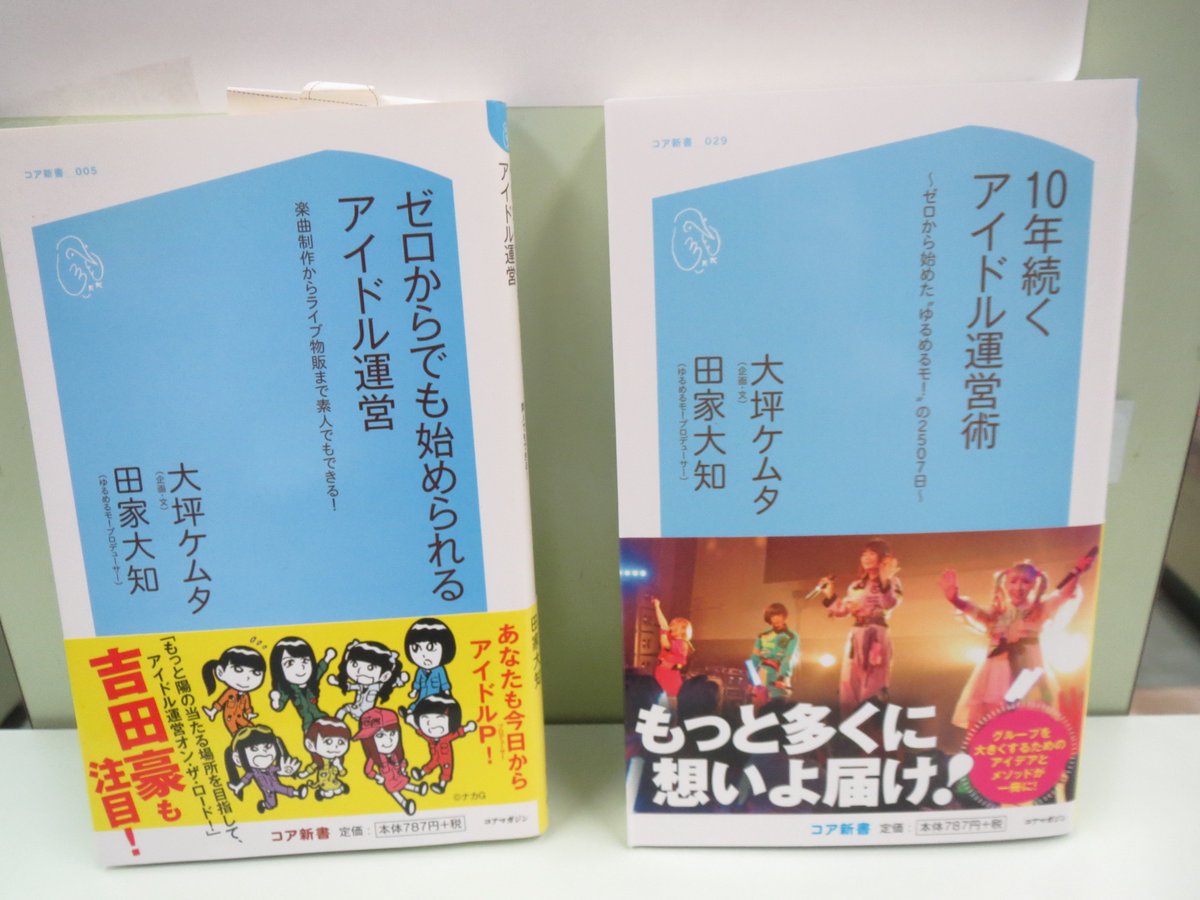 コア新書_005
ゼロからでも始められる
アイドル運営
楽曲制作からライブ物販まで素人でもできる!
大坪ケムタ
(企画・文)
田家大知
(ゆるめるモ!プロデューサー)
アイドル運営
あなたも今日から
アイドルP!
「もっと陽の当たる場所を目指して、
アイドル運営オン・ザ・ロード!」
吉田豪も
注目!
©ナカG
コア新書 定価:本体787円+税
コアマガジン
コア新書_029
10年続く
アイドル運営術
〜ゼロから始めた“ゆるめるモ!”の2507日〜
大坪ケムタ
(企画・文)
田家大知
(ゆるめるモ!プロデューサー)
もっと多くに
想いよ届け!
グループを
大きくするための
アイデアと
メソッドが
一冊に!
コア新書 定価:本体787円+税
コアマガジン